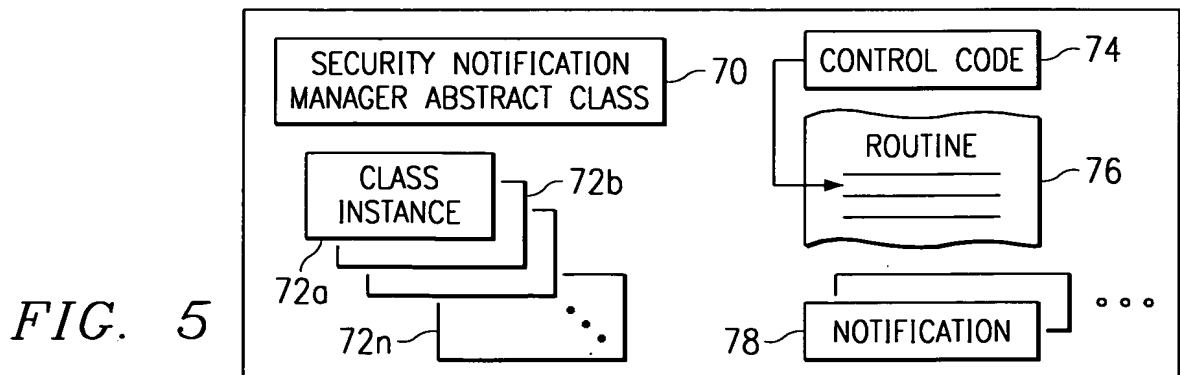 SECURITY NOTIFICATION
MANAGER ABSTRACT CLASS
70
CONTROL CODE
74
ROUTINE
76
CLASS
INSTANCE
72b
72a
72n
78
NOTIFICATION
FIG. 5